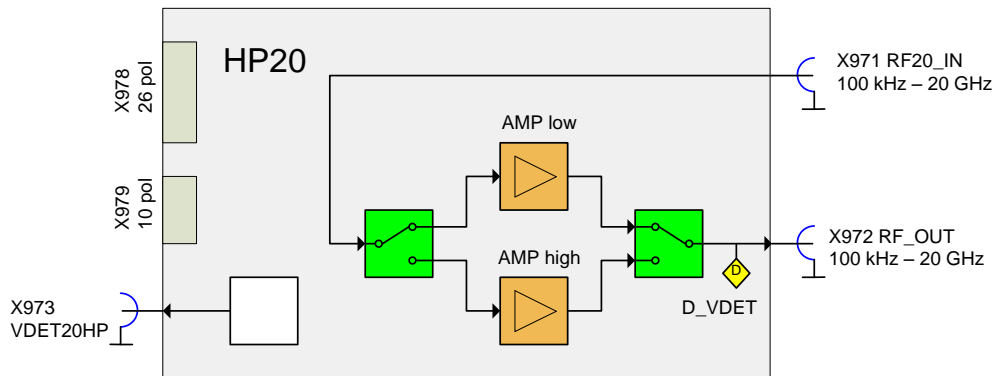 HP20
X978
26 pol
X979
10 pol
X971 RF20_IN
100 kHz – 20 GHz
AMP low
AMP high
X972 RF_OUT
100 kHz – 20 GHz
D
D_VDET
X973
VDET20HP